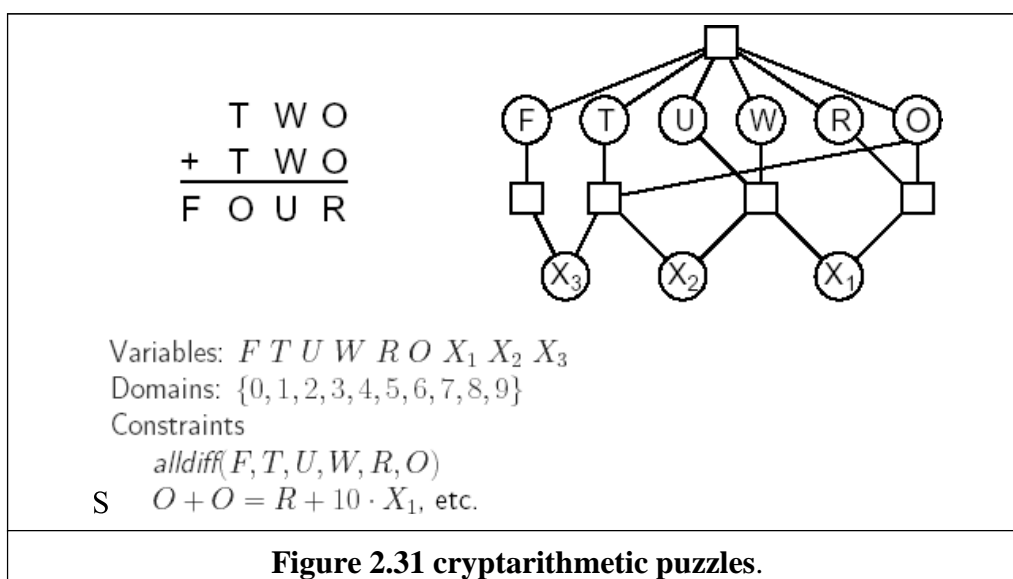 T W O
+ T W O
F O U R
F T U W R O
X₃ X₂ X₁
Variables: F T U W R O X₁ X₂ X₃
Domains: {0, 1, 2, 3, 4, 5, 6, 7, 8, 9}
Constraints
alldiff(F, T, U, W, R, O)
S O + O = R + 10 · X₁, etc.
Figure 2.31 cryptarithmetic puzzles.